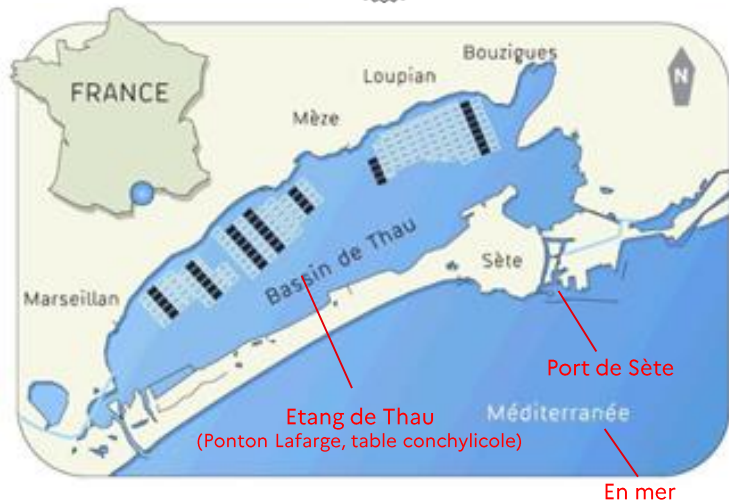 FRANCE
N
Bouzigues
Loupian
Mèze
Bassin de Thau
Sète
Marseillan
Port de Sète
Etang de Thau
(Ponton Lafarge, table conchylicole)
Méditerranée
En mer